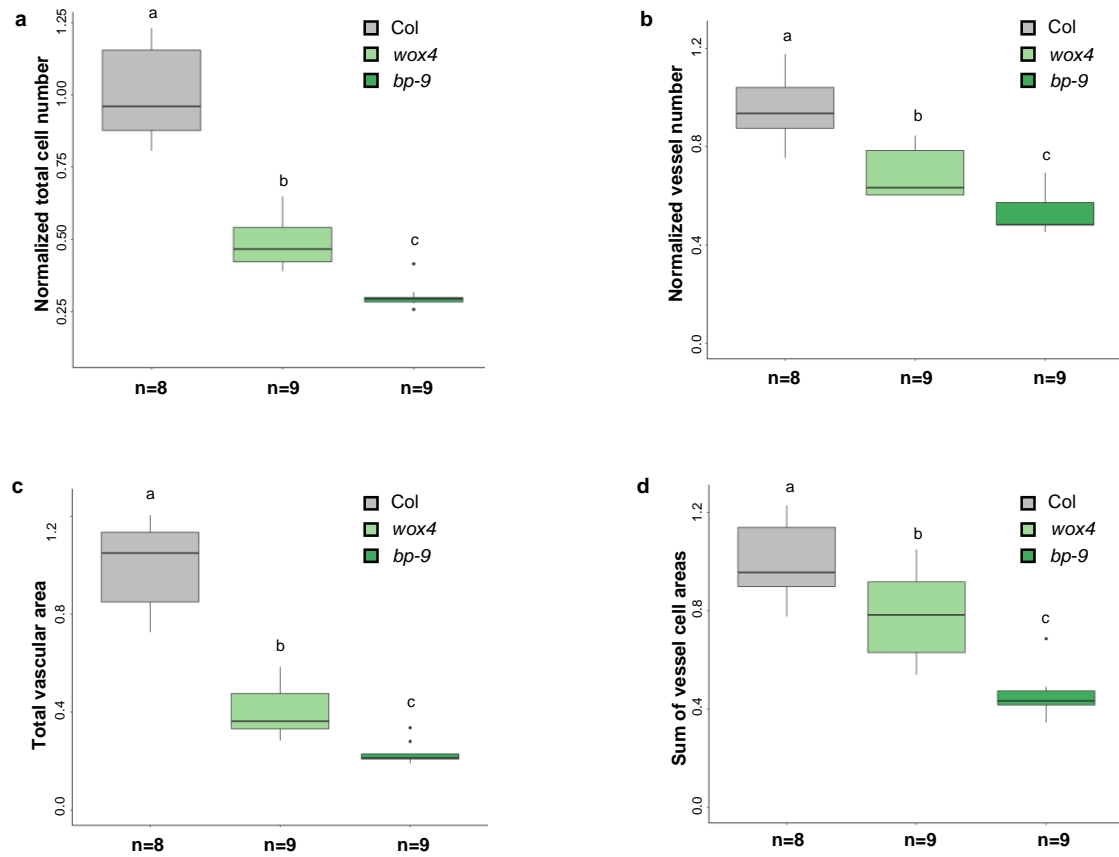 a
Normalized total cell number
1.25
1.00
0.75
0.50
0.25
a
b
c
Col
wox4
bp-9
n=8 n=9 n=9
b
Normalized vessel number
1.2
0.8
0.4
0.0
a
b
c
Col
wox4
bp-9
n=8 n=9 n=9
c
Total vascular area
1.2
0.8
0.4
0.0
a
b
c
Col
wox4
bp-9
n=8 n=9 n=9
d
Sum of vessel cell areas
1.2
0.8
0.4
0.0
a
b
c
Col
wox4
bp-9
n=8 n=9 n=9